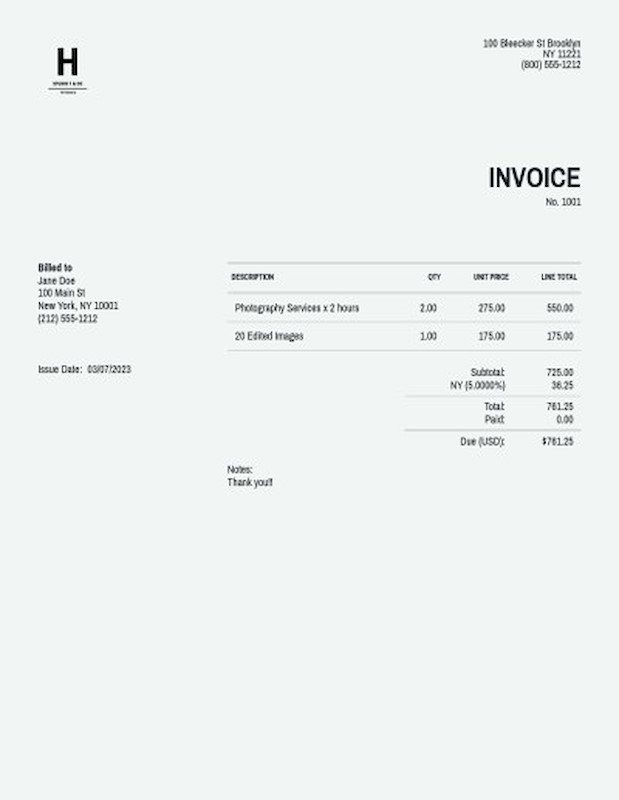 H
100 Bleecker St Brooklyn
NY 11221
(800) 555-1212
INVOICE
No. 1001
Billed to
Jane Doe
100 Main St
New York, NY 10001
(212) 555-1212
Issue Date: 03/07/2023
DESCRIPTION QTY UNIT PRICE LINE TOTAL
Photography Services x 2 hours 2.00 275.00 550.00
20 Edited Images 1.00 175.00 175.00
Subtotal: 725.00
NY (5.0000%) 36.25
Total: 761.25
Paid: 0.00
Due (USD): $761.25
Notes:
Thank you!!